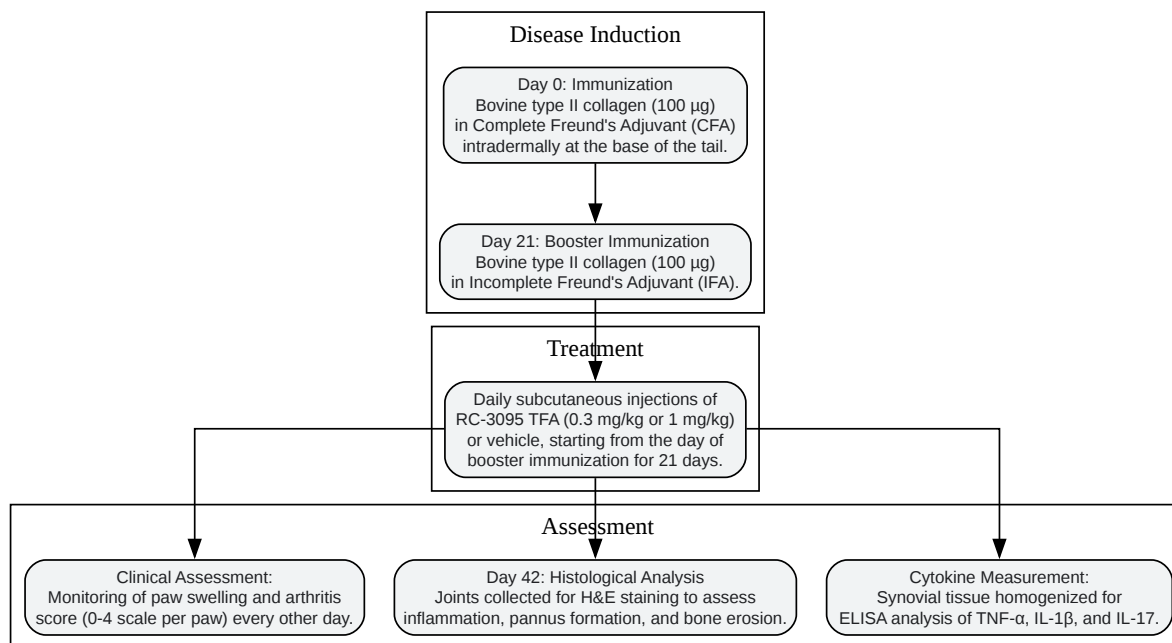 Disease Induction
Day 0: Immunization
Bovine type II collagen (100 µg)
in Complete Freund's Adjuvant (CFA)
intradermally at the base of the tail.
Day 21: Booster Immunization
Bovine type II collagen (100 µg)
in Incomplete Freund's Adjuvant (IFA).
Treatment
Daily subcutaneous injections of
RC-3095 TFA (0.3 mg/kg or 1 mg/kg)
or vehicle, starting from the day of
booster immunization for 21 days.
Assessment
Clinical Assessment:
Monitoring of paw swelling and arthritis
score (0-4 scale per paw) every other day.
Day 42: Histological Analysis
Joints collected for H&E staining to assess
inflammation, pannus formation, and bone erosion.
Cytokine Measurement:
Synovial tissue homogenized for
ELISA analysis of TNF-α, IL-1β, and IL-17.